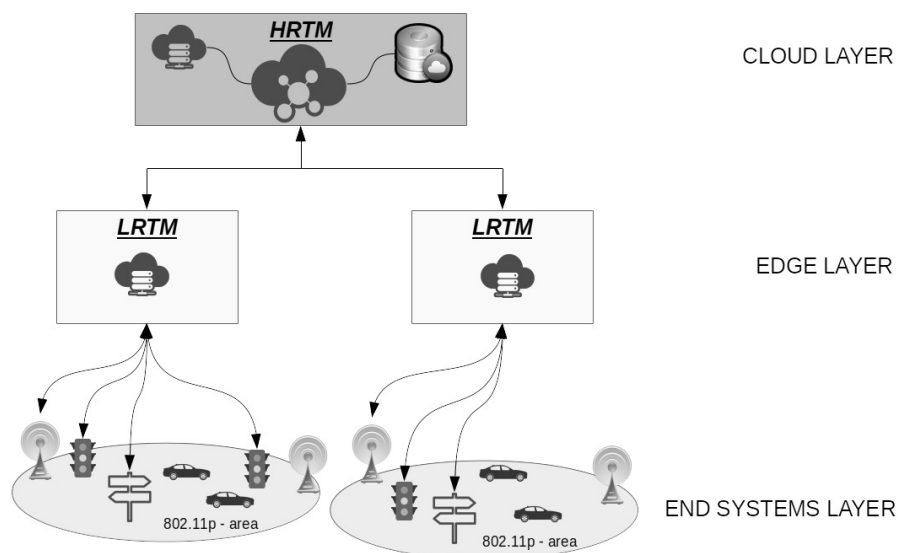 HRTM
CLOUD LAYER
LRTM
LRTM
EDGE LAYER
802.11p - area
802.11p - area
END SYSTEMS LAYER